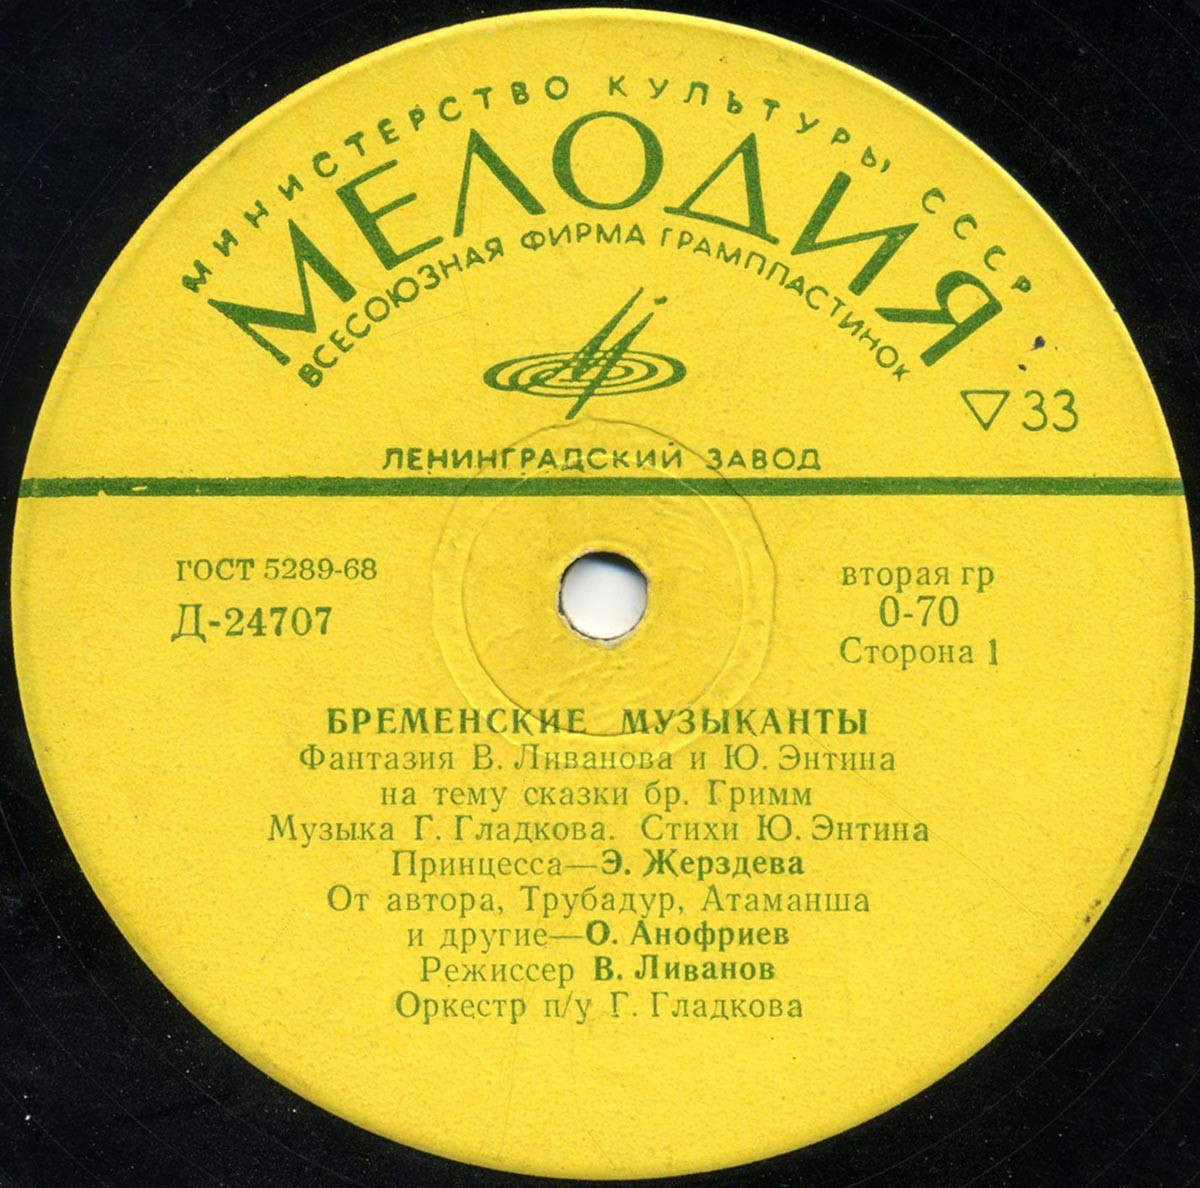 МИНИСТЕРСТВО КУЛЬТУРЫ СССР
МЕЛОДИЯ
ВСЕСОЮЗНАЯ ФИРМА ГРАМПЛАСТИНОК
33
ЛЕНИНГРАДСКИЙ ЗАВОД
ГОСТ 5289-68
Д-24707
вторая гр
0-70
Сторона 1
БРЕМЕНСКИЕ МУЗЫКАНТЫ
Фантазия В. Ливанова и Ю. Энтина
на тему сказки бр. Гримм
Музыка Г. Гладкова. Стихи Ю. Энтина
Принцесса—Э. Жерздева
От автора, Трубадур, Атаманша
и другие—О. Анофриев
Режиссер В. Ливанов
Оркестр п/у Г. Гладкова